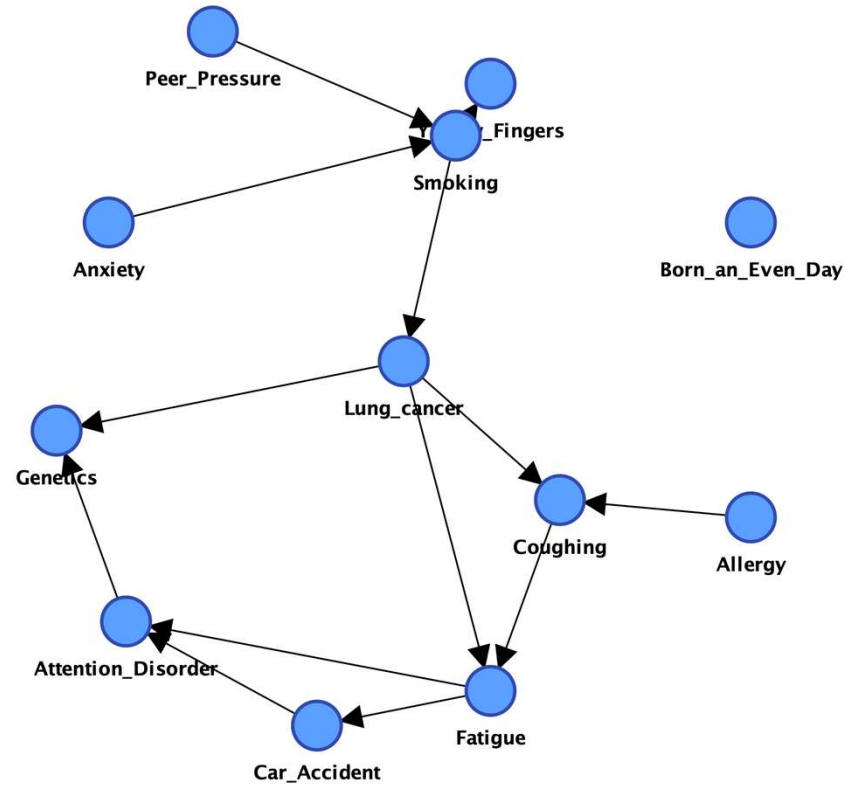 Peer_Pressure
_Fingers
Smoking
Anxiety
Born_an_Even_Day
Lung_cancer
Genetics
Coughing
Allergy
Attention_Disorder
Fatigue
Car_Accident